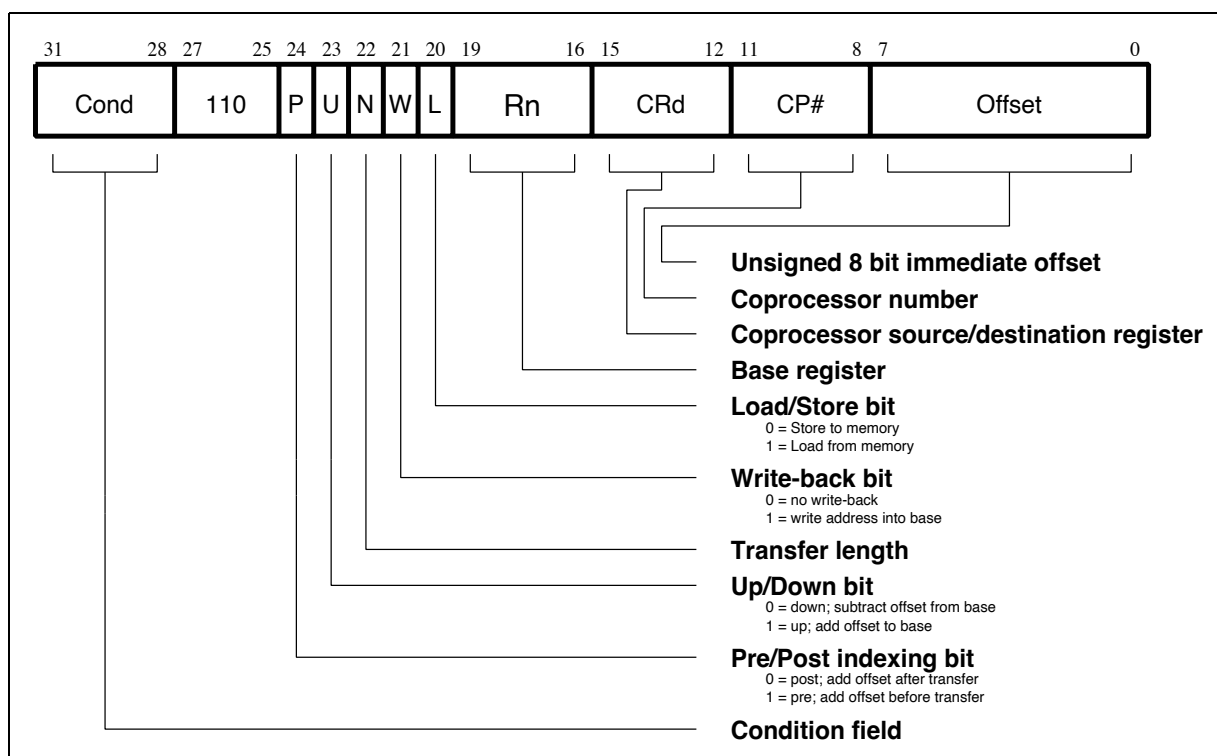 31 28 27 25 24 23 22 21 20 19 16 15 12 11 8 7 0
Cond 110 P U N W L Rn CRd CP# Offset
Unsigned 8 bit immediate offset
Coprocessor number
Coprocessor source/destination register
Base register
Load/Store bit
0 = Store to memory
1 = Load from memory
Write-back bit
0 = no write-back
1 = write address into base
Transfer length
Up/Down bit
0 = down; subtract offset from base
1 = up; add offset to base
Pre/Post indexing bit
0 = post; add offset after transfer
1 = pre; add offset before transfer
Condition field